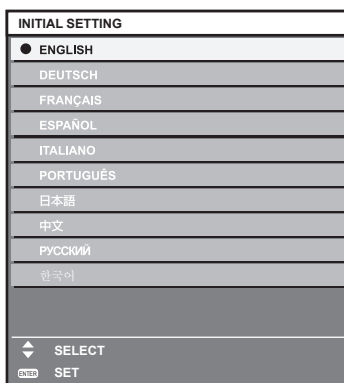 INITIAL SETTING
ENGLISH
DEUTSCH
FRANÇAIS
ESPAÑOL
ITALIANO
PORTUGUÊS
日本語
中文
РУССКИЙ
한국어
SELECT
ENTER SET